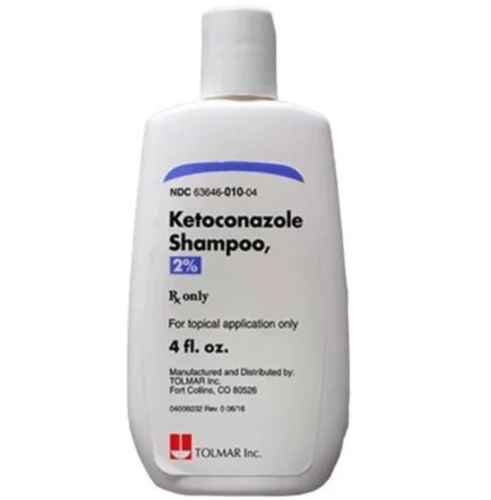 NDC 63646-010-04
Ketoconazole
Shampoo,
2%
℞ only
For topical application only
4 fl. oz.
Manufactured and Distributed by:
TOLMAR Inc.
Fort Collins, CO 80526
04006032 Rev. 0 06/16
TOLMAR Inc.